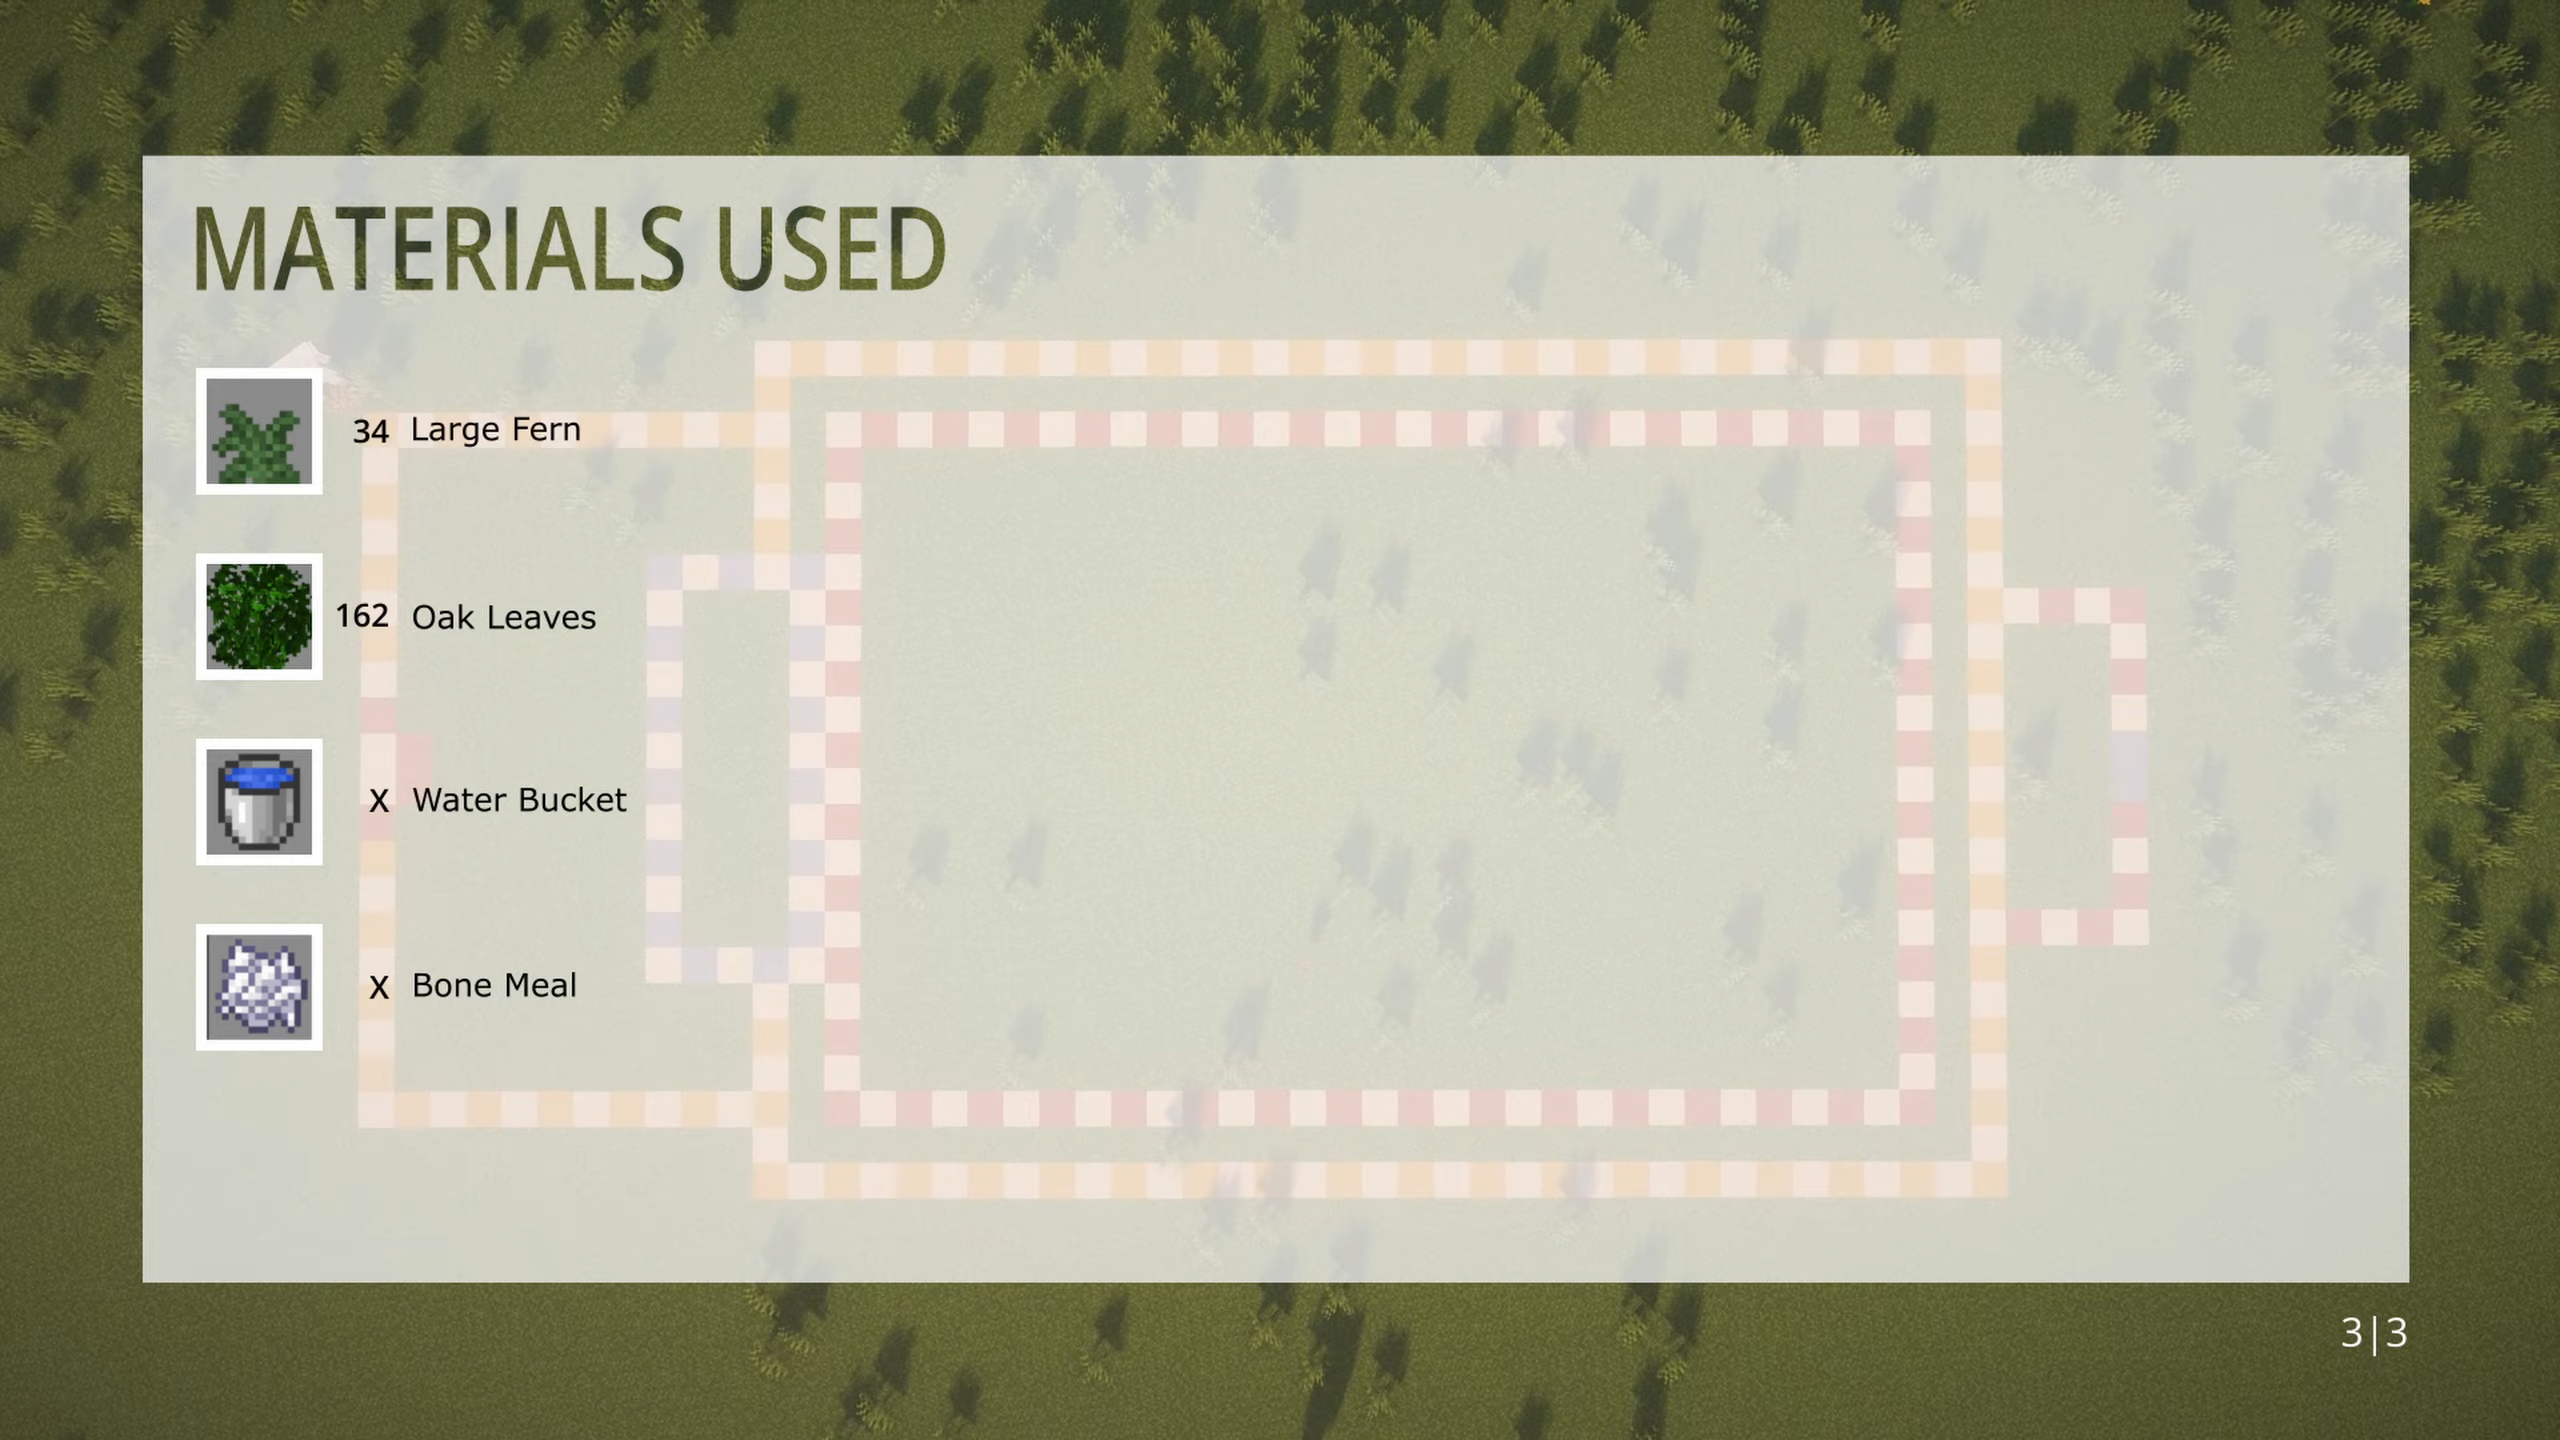 MATERIALS USED
34 Large Fern
162 Oak Leaves
X Water Bucket
X Bone Meal
3|3